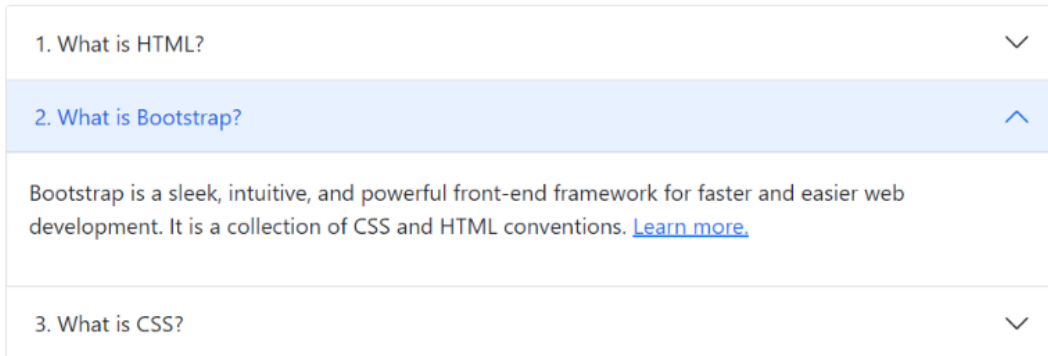 1. What is HTML?
2. What is Bootstrap?
Bootstrap is a sleek, intuitive, and powerful front-end framework for faster and easier web
development. It is a collection of CSS and HTML conventions. Learn more.
3. What is CSS?